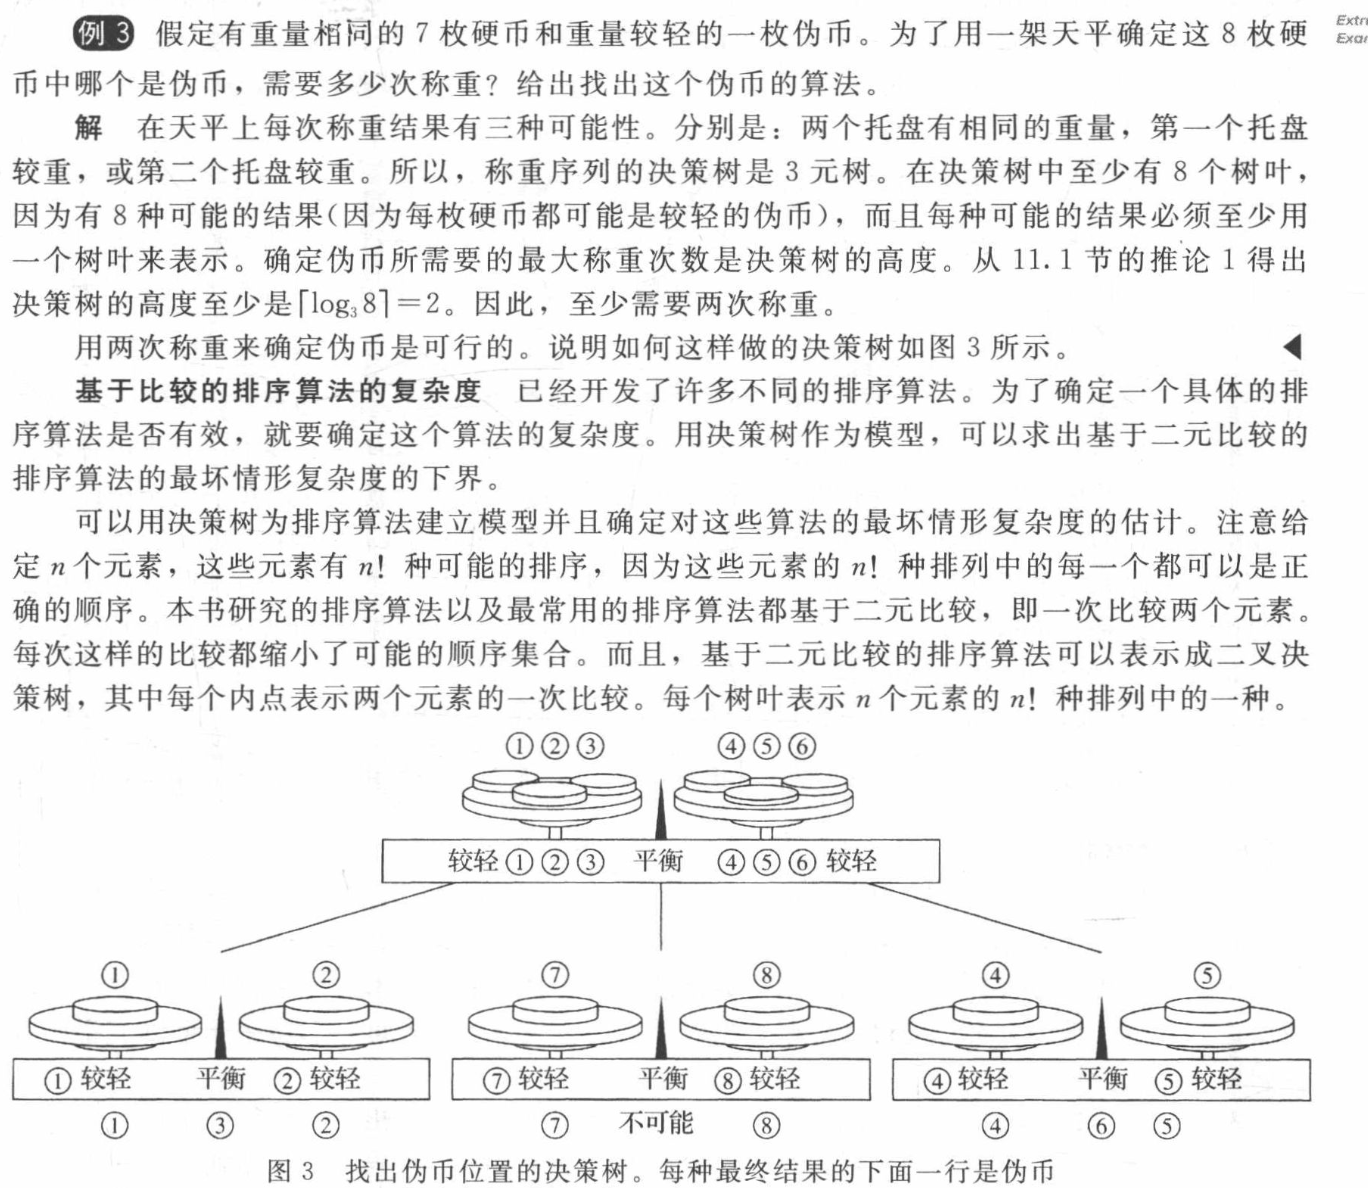 例 3 假定有重量相同的 7 枚硬币和重量较轻的一枚伪币。为了用一架天平确定这 8 枚硬
币中哪个是伪币，需要多少次称重？给出找出这个伪币的算法。
解 在天平上每次称重结果有三种可能性。分别是：两个托盘有相同的重量，第一个托盘
较重，或第二个托盘较重。所以，称重序列的决策树是 3 元树。在决策树中至少有 8 个树叶，
因为有 8 种可能的结果(因为每枚硬币都可能是较轻的伪币)，而且每种可能的结果必须至少用
一个树叶来表示。确定伪币所需要的最大称重次数是决策树的高度。从 11.1 节的推论 1 得出
决策树的高度至少是⌈log₃8⌉=2。因此，至少需要两次称重。
用两次称重来确定伪币是可行的。说明如何这样做的决策树如图 3 所示。 ◀
基于比较的排序算法的复杂度 已经开发了许多不同的排序算法。为了确定一个具体的排
序算法是否有效，就要确定这个算法的复杂度。用决策树作为模型，可以求出基于二元比较的
排序算法的最坏情形复杂度的下界。
可以用决策树为排序算法建立模型并且确定对这些算法的最坏情形复杂度的估计。注意给
定 n 个元素，这些元素有 n! 种可能的排序，因为这些元素的 n! 种排列中的每一个都可以是正
确的顺序。本书研究的排序算法以及最常用的排序算法都基于二元比较，即一次比较两个元素。
每次这样的比较都缩小了可能的顺序集合。而且，基于二元比较的排序算法可以表示成二叉决
策树，其中每个内点表示两个元素的一次比较。每个树叶表示 n 个元素的 n! 种排列中的一种。
①②③ ④⑤⑥
较轻①②③ 平衡 ④⑤⑥较轻
① ② ⑦ ⑧ ④ ⑤
①较轻 平衡 ②较轻 ⑦较轻 平衡 ⑧较轻 ④较轻 平衡 ⑤较轻
① ③ ② ⑦ 不可能 ⑧ ④ ⑥ ⑤
图 3 找出伪币位置的决策树。每种最终结果的下面一行是伪币